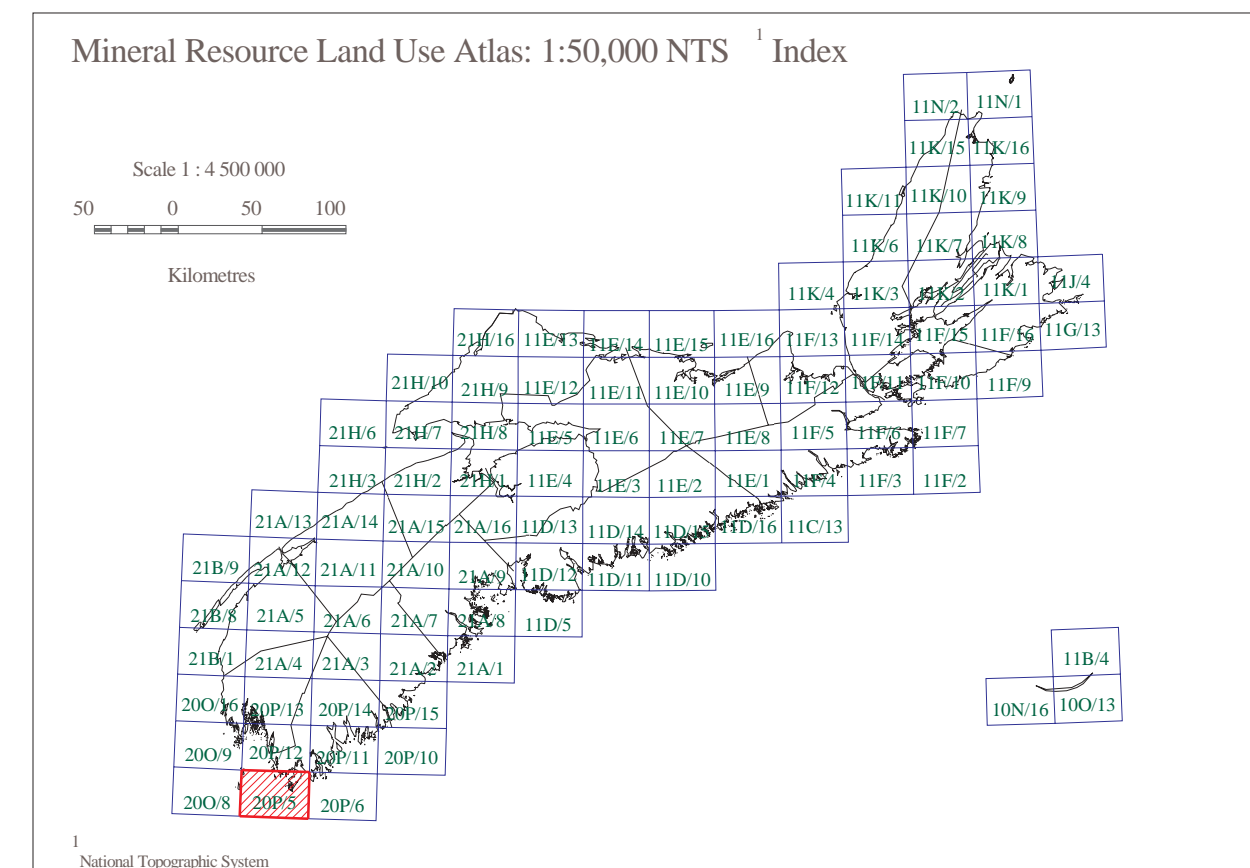 Mineral Resource Land Use Atlas: 1:50,000 NTS 1 Index
Scale 1 : 4 500 000
50 0 50 100
Kilometres
11N/2 11N/1
11K/15 11K/16
11K/11 11K/10 11K/9
11K/6 11K/7 11K/8
11K/4 11K/3 11K/2 11K/1 11J/4
21H/16 11E/13 11E/14 11E/15 11E/16 11F/13 11F/14 11F/15 11F/16 11G/13
21H/10 21H/9 11E/12 11E/11 11E/10 11E/9 11F/12 11F/11 11F/10 11F/9
21H/6 21H/7 21H/8 11E/5 11E/6 11E/7 11E/8 11F/5 11F/6 11F/7
21H/3 21H/2 21H/1 11E/4 11E/3 11E/2 11E/1 11F/4 11F/3 11F/2
21A/13 21A/14 21A/15 21A/16 11D/13 11D/14 11D/15 11D/16 11C/13
21B/9 21A/12 21A/11 21A/10 21A/9 11D/12 11D/11 11D/10
21B/8 21A/5 21A/6 21A/7 21A/8 11D/5
21B/1 21A/4 21A/3 21A/2 21A/1
11B/4
20O/16 20P/13 20P/14 20P/15
10N/16 10O/13
20O/9 20P/12 20P/11 20P/10
20O/8 20P/5 20P/6
1
National Topographic System